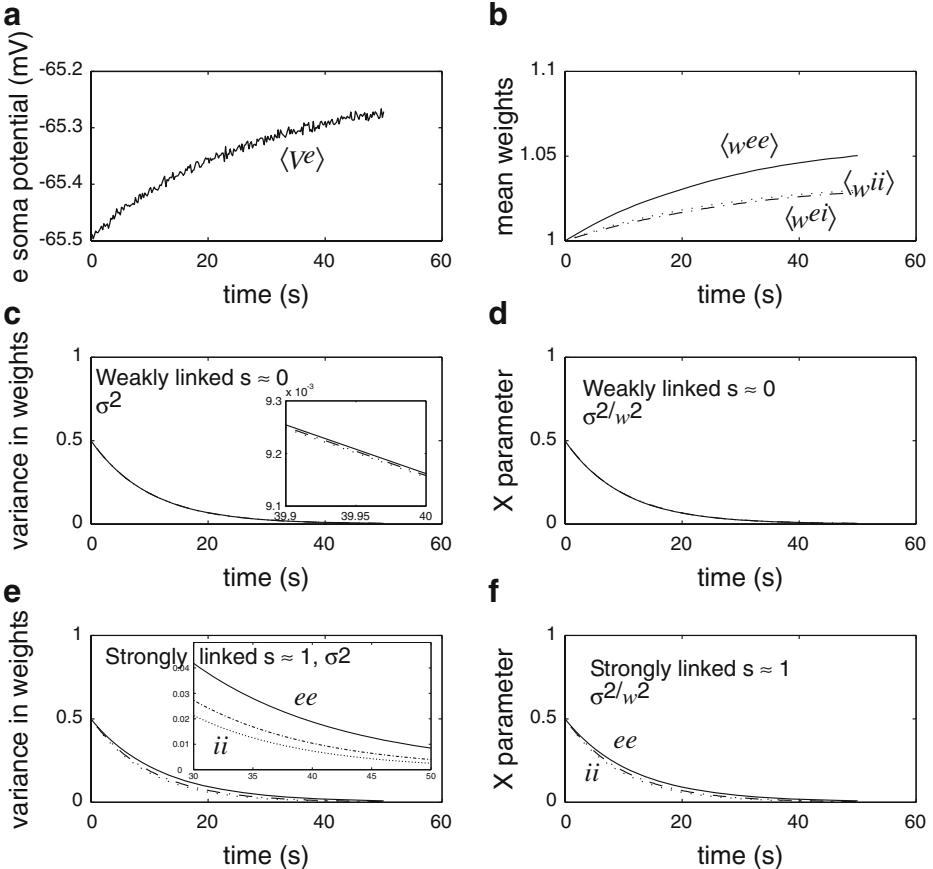 a
e soma potential (mV)
-65.2
-65.3
-65.4
-65.5
0
20
40
60
⟨Ve⟩
time (s)
b
mean weights
1.1
1.05
1
0
20
40
60
⟨wee⟩
⟨wii⟩
⟨wei⟩
time (s)
c
variance in weights
1
0.5
0
0
20
40
60
Weakly linked s ≈ 0
σ2
x 10-3
9.3
9.2
9.1
39.9
39.95
40
time (s)
d
X parameter
1
0.5
0
0
20
40
60
Weakly linked s ≈ 0
σ2/w2
time (s)
e
variance in weights
1
0.5
0
0
20
40
60
Strongly linked s ≈ 1, σ2
0.04
0.03
0.02
0.01
0
30
35
40
45
50
ee
ii
time (s)
f
X parameter
1
0.5
0
0
20
40
60
Strongly linked s ≈ 1
σ2/w2
ee
ii
time (s)